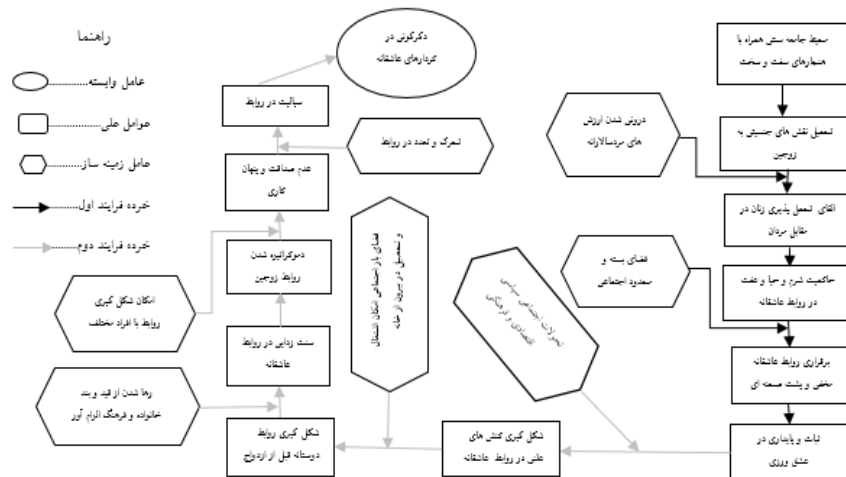 راهنما
عامل وابسته
عوامل علی
عامل زمینه ساز
خرده فرایند اول
خرده فرایند دوم
دگرگونی در
کردارهای عاشقانه
سیالیت در روابط
تحرک و تعدد در روابط
عدم صداقت و پنهان
کاری
دموکراتیزه شدن
روابط زوجین
امکان شکل گیری
روابط با افراد مختلف
سنت زدایی در روابط
عاشقانه
رها شدن از قید و بند
خانواده و فرهنگ الزام آور
شکل گیری روابط
دوستانه قبل از ازدواج
فضای باز اجتماعی امکان اشتغال
و تحصیل در بیرون از خانه
تحولات اجتماعی سیاسی
اقتصادی و فرهنگی
شکل گیری کنش های
علنی در روابط عاشقانه
محیط جامعه سنتی همراه با
هنجارهای سفت و سخت
تحمیل نقش های جنسیتی به
زوجین
درونی شدن ارزش
های مردسالارانه
القای تحمل پذیری زنان در
مقابل مردان
حاکمیت شرم و حیا و عفت
در روابط عاشقانه
فضای بسته و
محدود اجتماعی
برقراری روابط عاشقانه
مخفی و پشت صحنه ای
ثبات و پایداری در
عشق ورزی